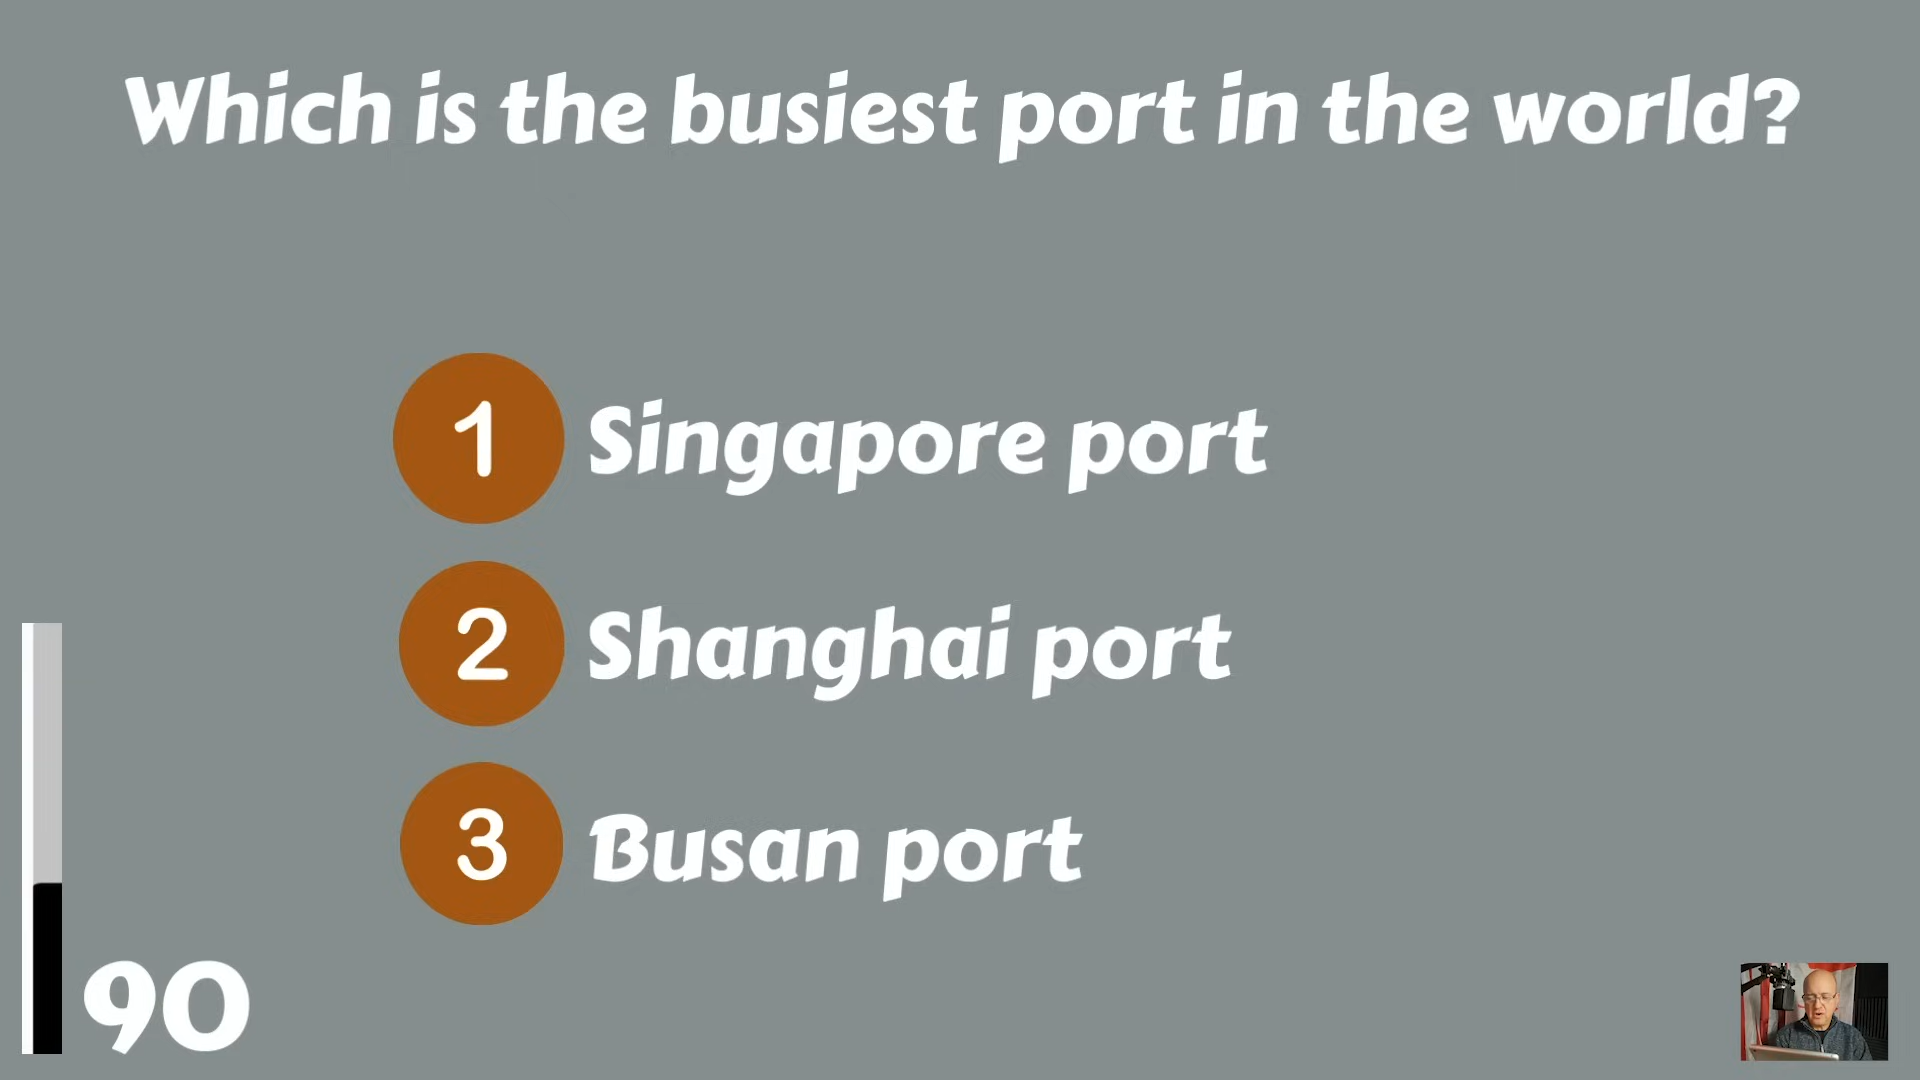 Which is the busiest port in the world?
1 Singapore port
2 Shanghai port
3 Busan port
90